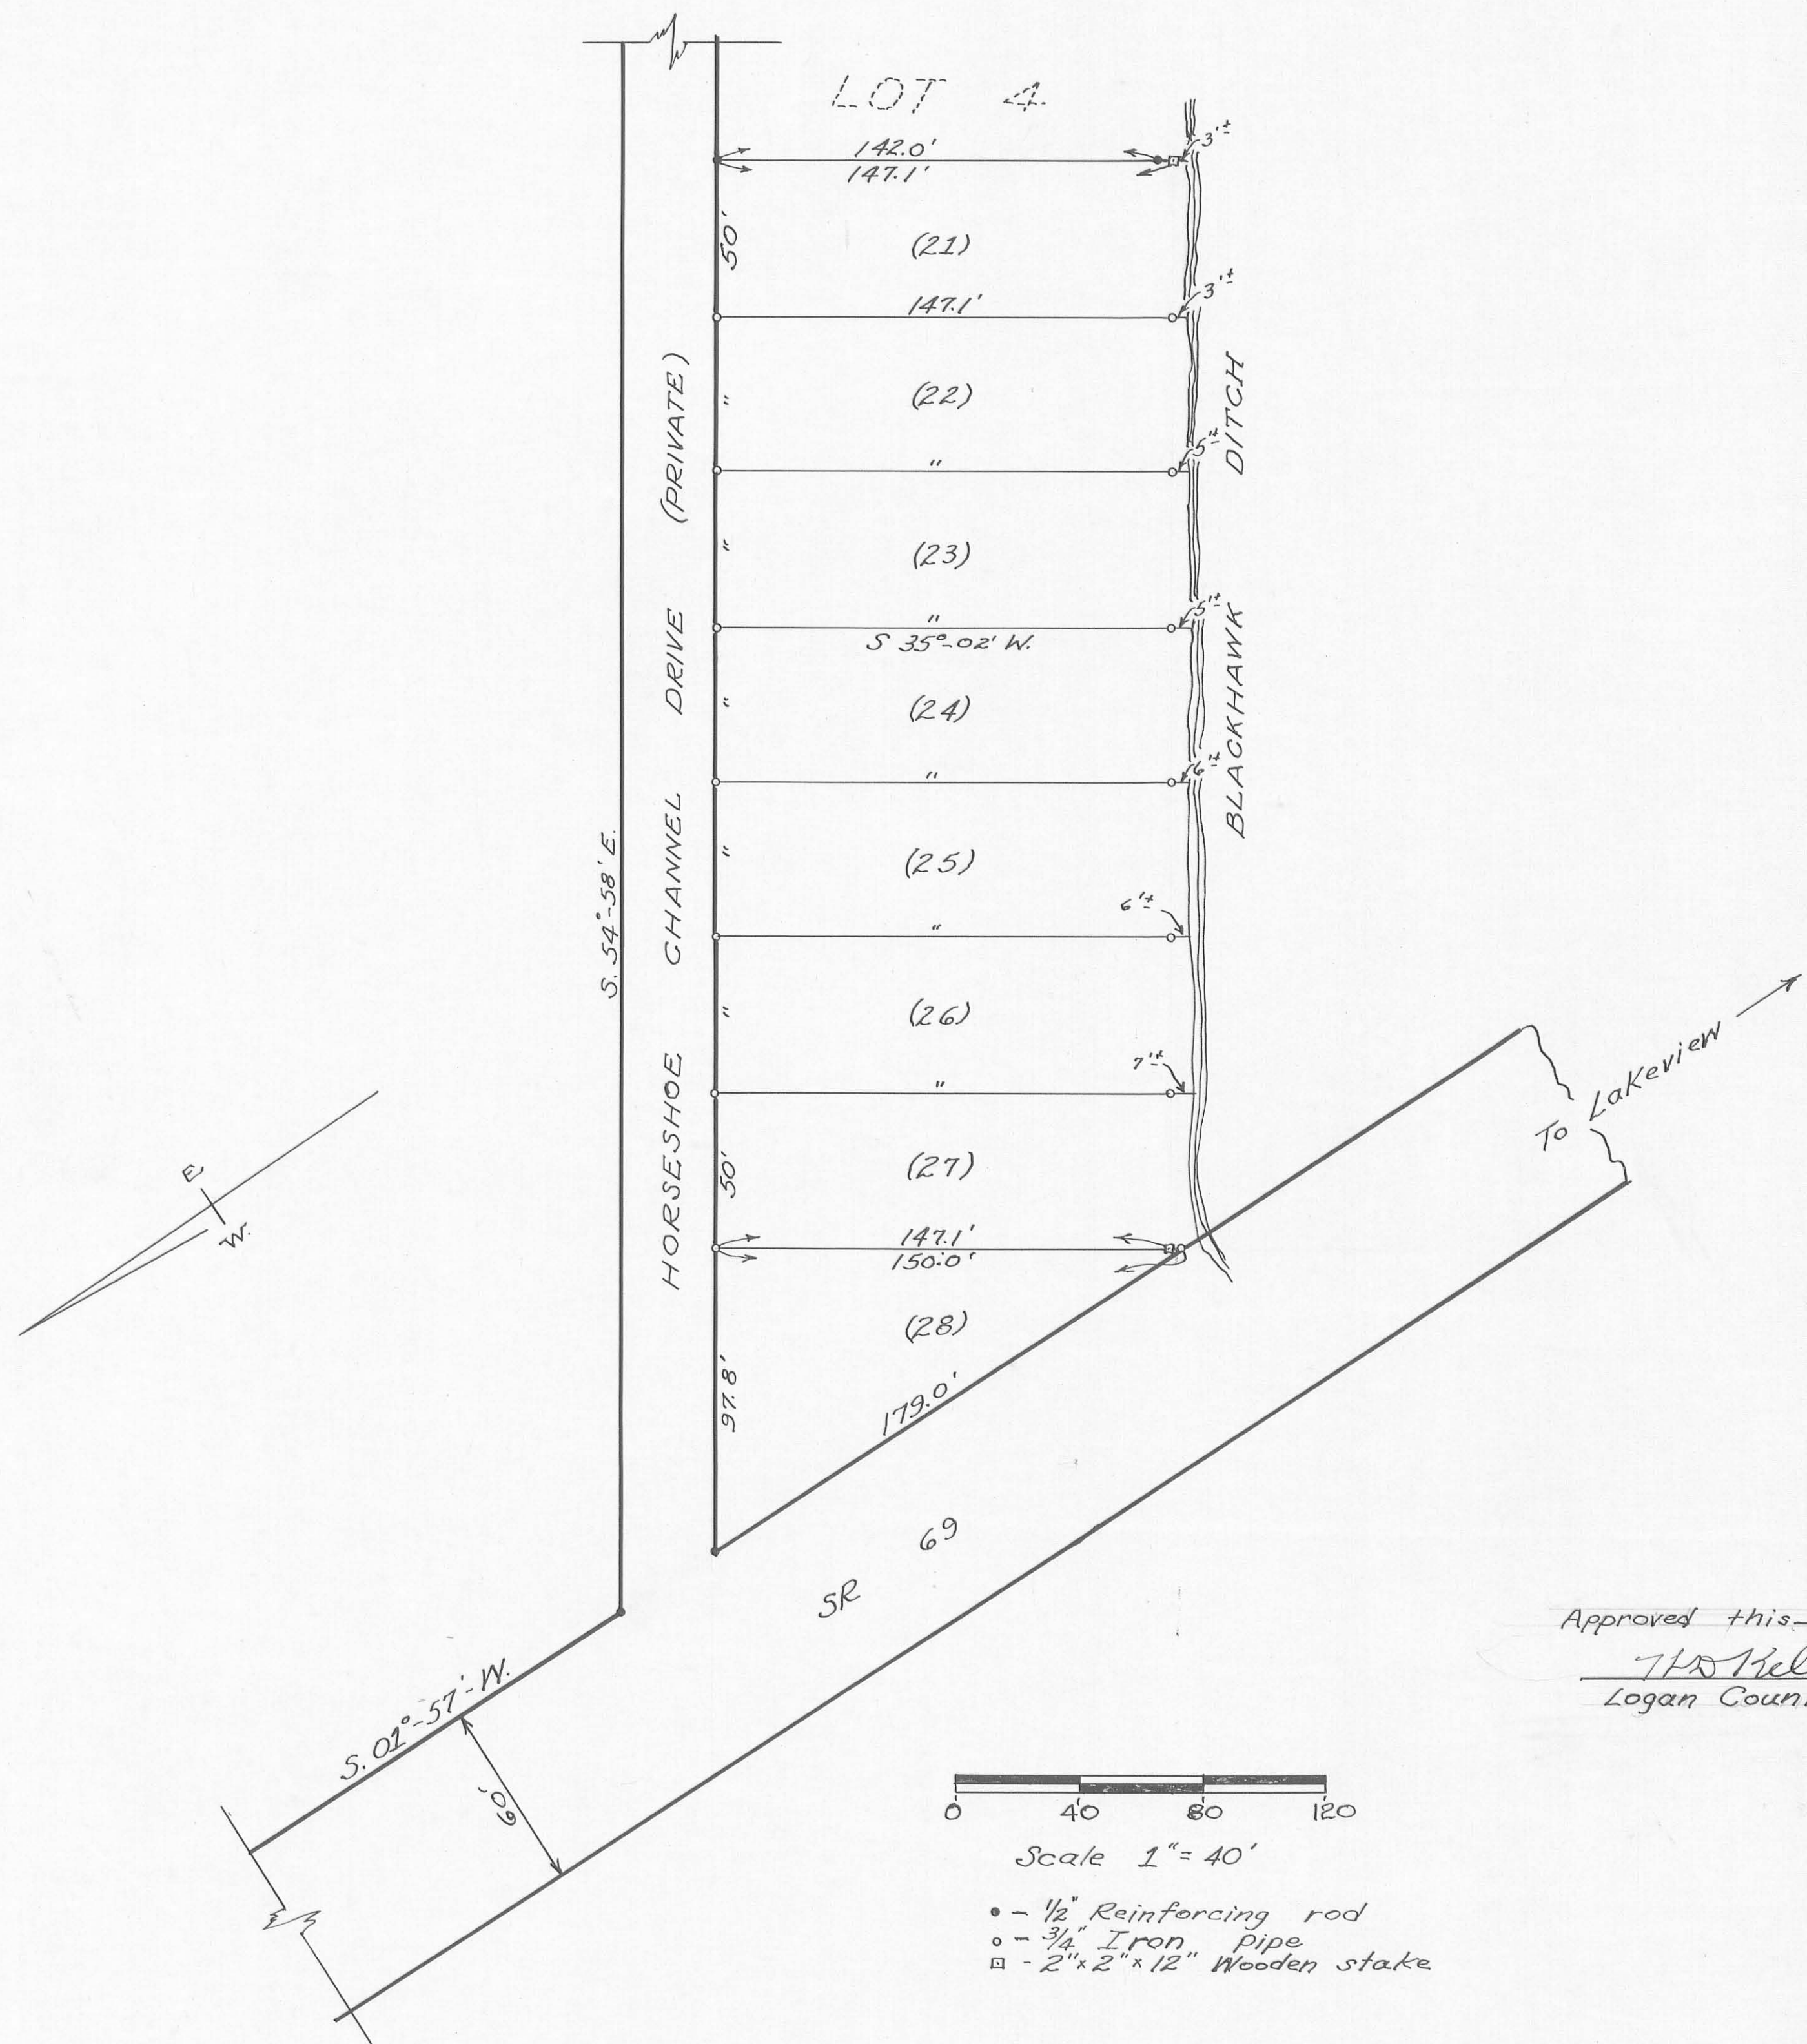 LOT 4
142.0'
147.1'
3'±
50'
(21)
147.1'
3'±
"
(22)
"
5'±
"
(23)
"
5'±
S 35°-02' W.
"
(24)
"
6'±
"
(25)
"
6'±
"
(26)
"
7'±
50'
(27)
147.1'
150.0'
97.8'
(28)
179.0'
HORSESHOE CHANNEL DRIVE (PRIVATE)
S. 54°-58' E.
BLACKHAWK DITCH
To Lakeview
E.
W.
SR 69
S. 01°-57'-W.
60'
Approved this
Logan Coun
0 40 80 120
Scale 1"= 40'
• - 1/2" Reinforcing rod
o - 3/4" Iron pipe
⊡ - 2"x2"x12" Wooden stake